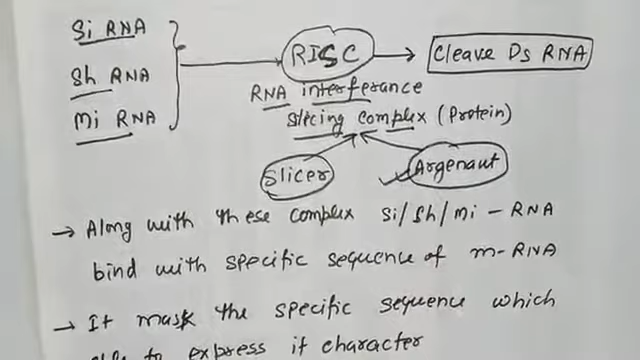 Si RNA
Sh RNA
Mi RNA
RISC
Cleave Ds RNA
RNA interferance
Slicing complex (Protein)
Slicer
Argenaut
→ Along with these complex Si/Sh/Mi-RNA
bind with specific sequence of m-RNA
→ It mask the specific sequence which
to express it character